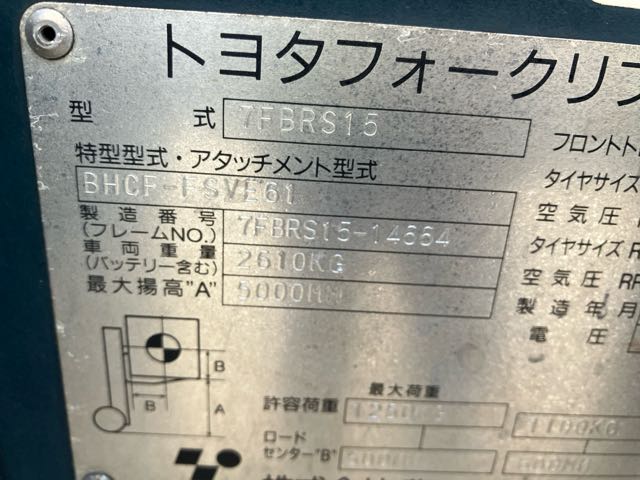 トヨタフォークリフ
型 式 7FBRS15
フロントト
特型型式・アタッチメント型式
タイヤサイズ
BHCF-FSVE61
空気圧 F
製造番号
(フレームNO.) 7FBRS15-14664
タイヤサイズ R
車両重量
(バッテリー含む) 2610KG
空気圧 RF
最大揚高"A" 5000MM
製造年月
電圧
B
B
A
最大荷重
許容荷重
ロード
センター"B"